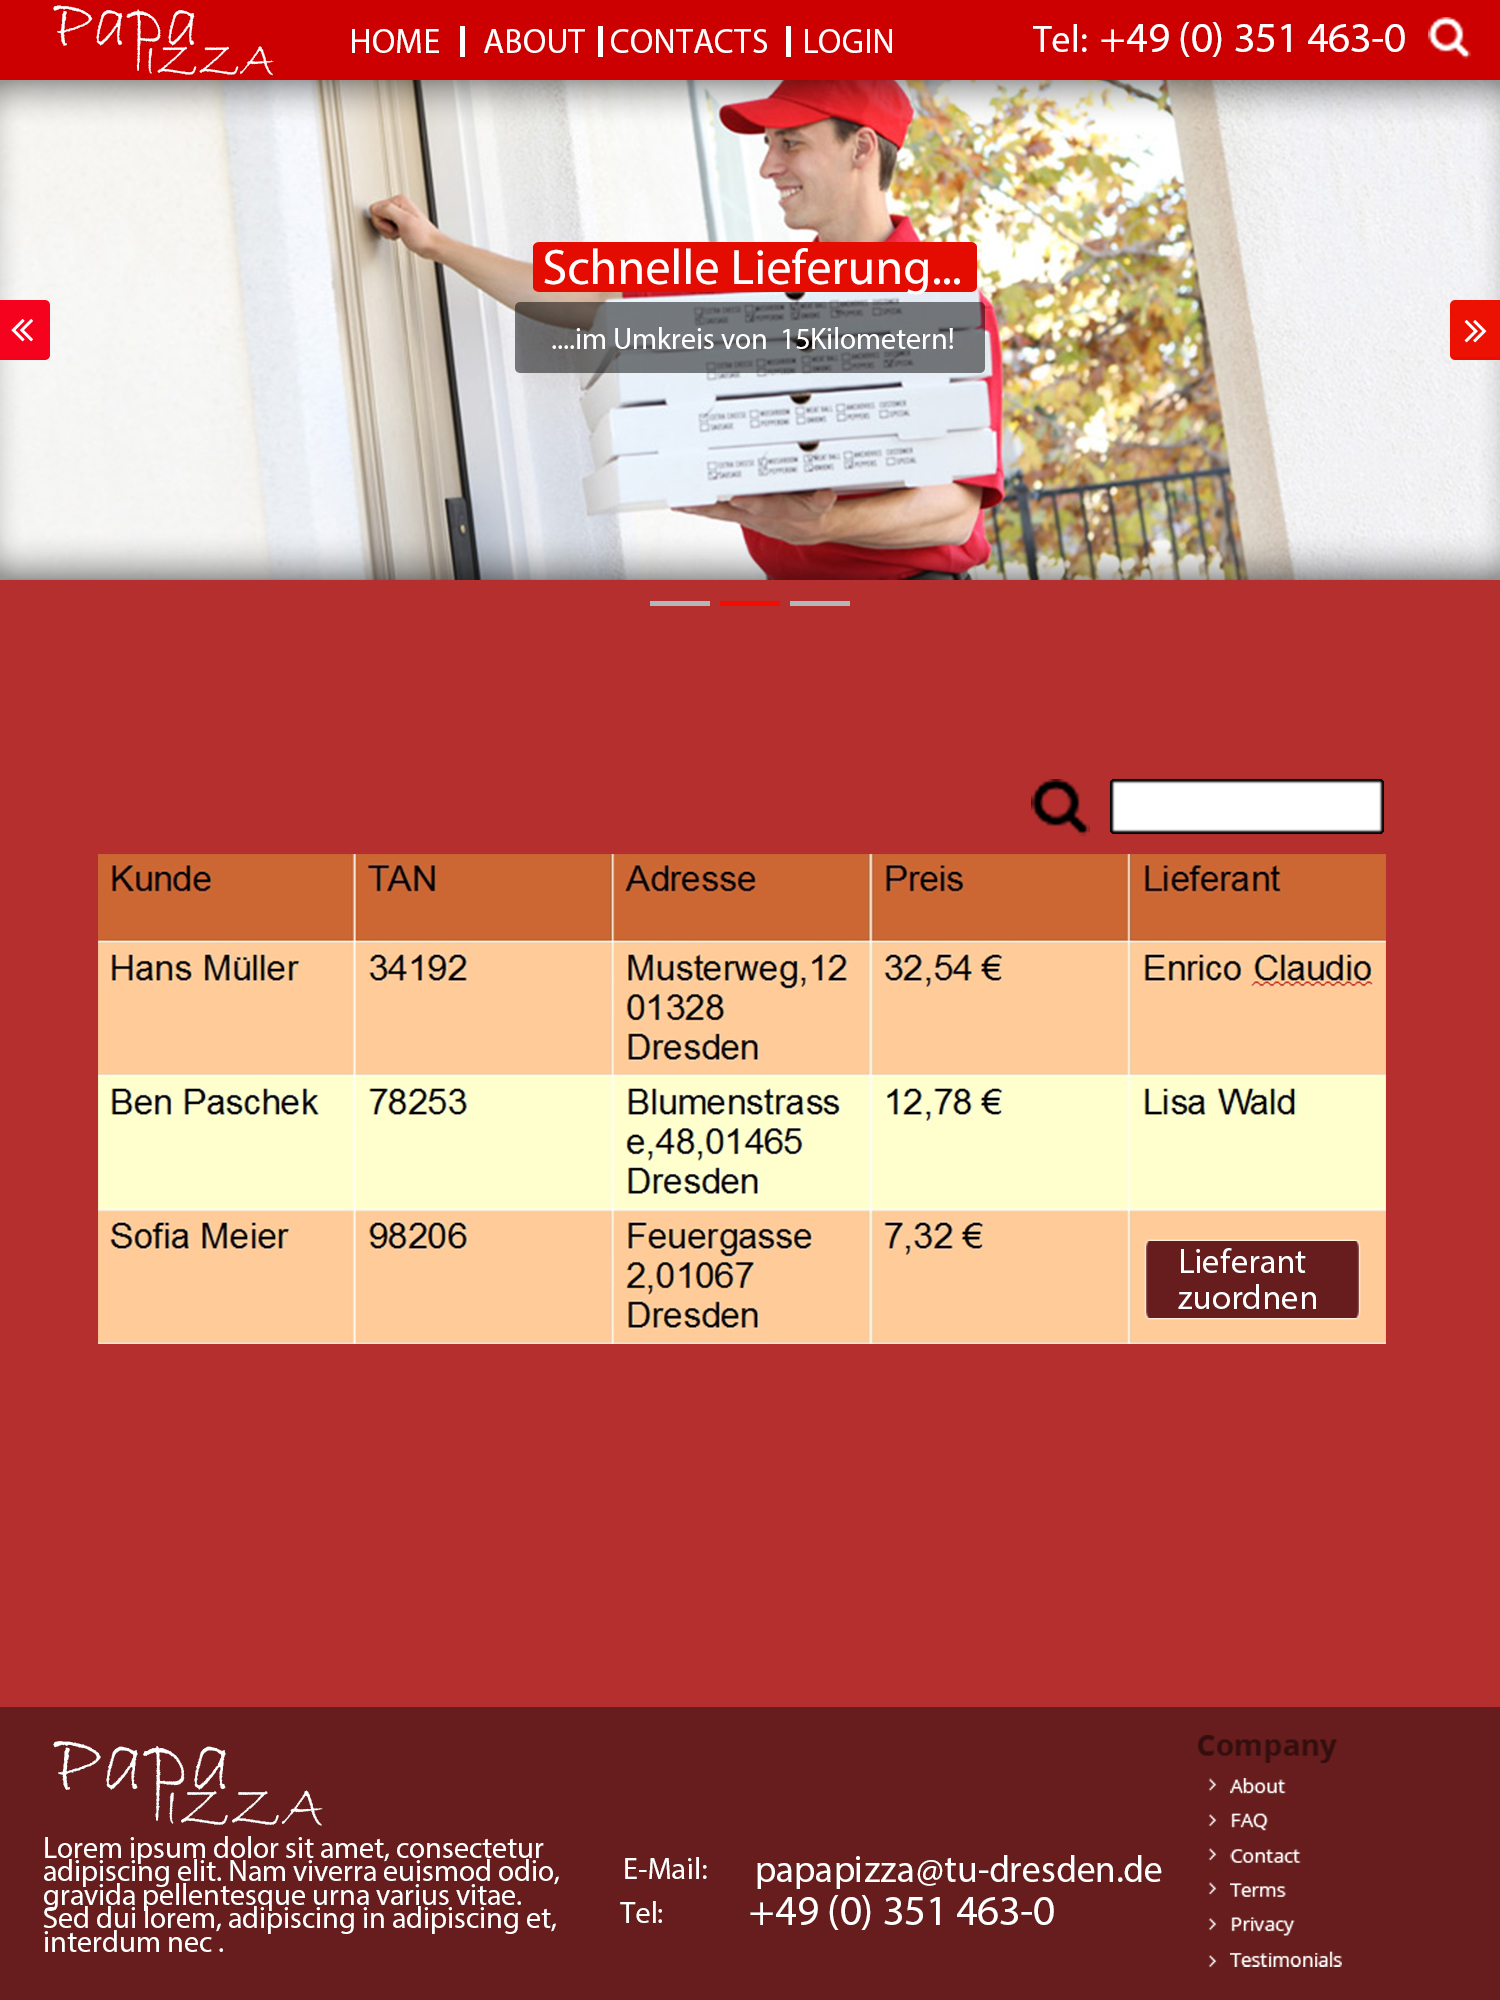 Papa
PIZZA
HOME | ABOUT | CONTACTS | LOGIN
Tel: +49 (0) 351 463-0
Schnelle Lieferung...
....im Umkreis von 15Kilometern!
Kunde TAN Adresse Preis Lieferant
Hans Müller 34192 Musterweg,12 32,54 € Enrico Claudio
01328
Dresden
Ben Paschek 78253 Blumenstrass 12,78 € Lisa Wald
e,48,01465
Dresden
Sofia Meier 98206 Feuergasse 7,32 €
2,01067
Dresden
Lieferant
zuordnen
Papa
PIZZA
Lorem ipsum dolor sit amet, consectetur
adipiscing elit. Nam viverra euismod odio,
gravida pellentesque urna varius vitae.
Sed dui lorem, adipiscing in adipiscing et,
interdum nec .
E-Mail: papapizza@tu-dresden.de
Tel: +49 (0) 351 463-0
Company
About
FAQ
Contact
Terms
Privacy
Testimonials